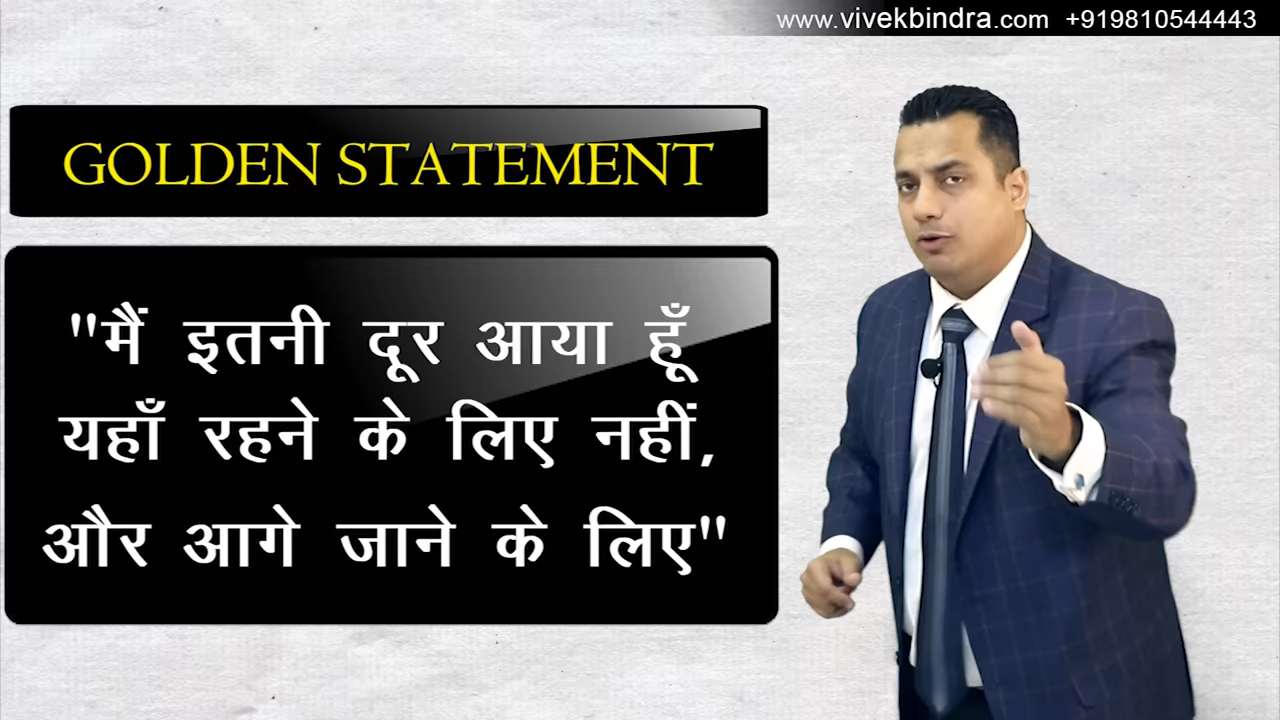 www.vivekbindra.com +919810544443
GOLDEN STATEMENT
"मैं इतनी दूर आया हूँ
यहाँ रहने के लिए नहीं,
और आगे जाने के लिए"